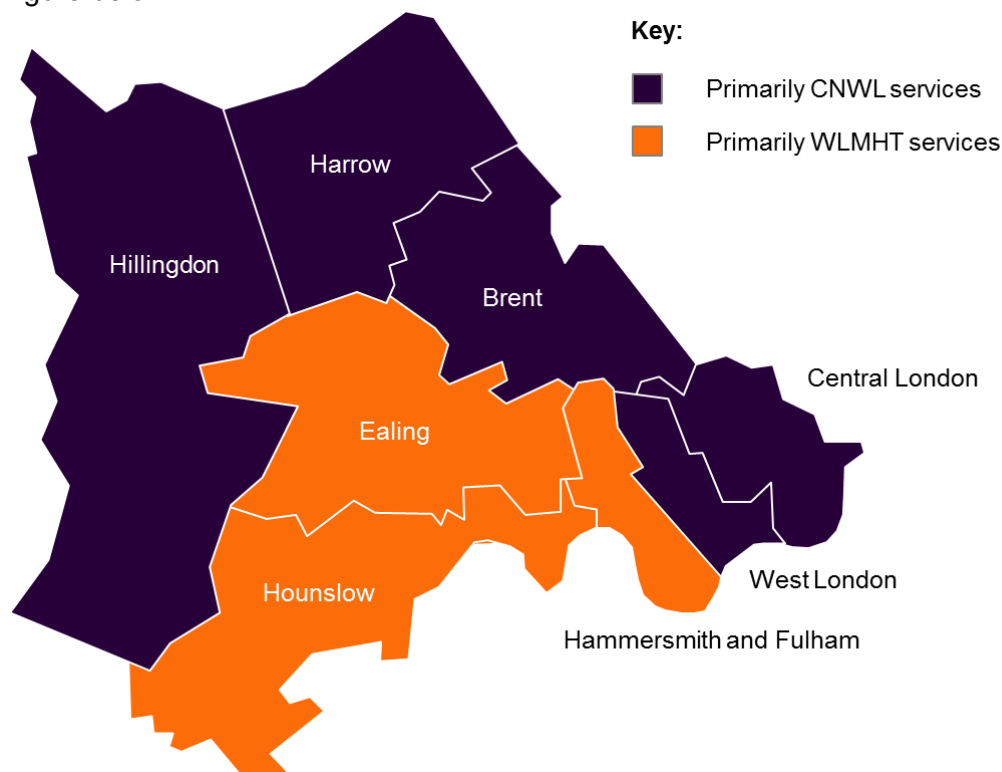 Key:
Primarily CNWL services
Primarily WLMHT services
Harrow
Hillingdon
Brent
Central London
Ealing
West London
Hounslow
Hammersmith and Fulham